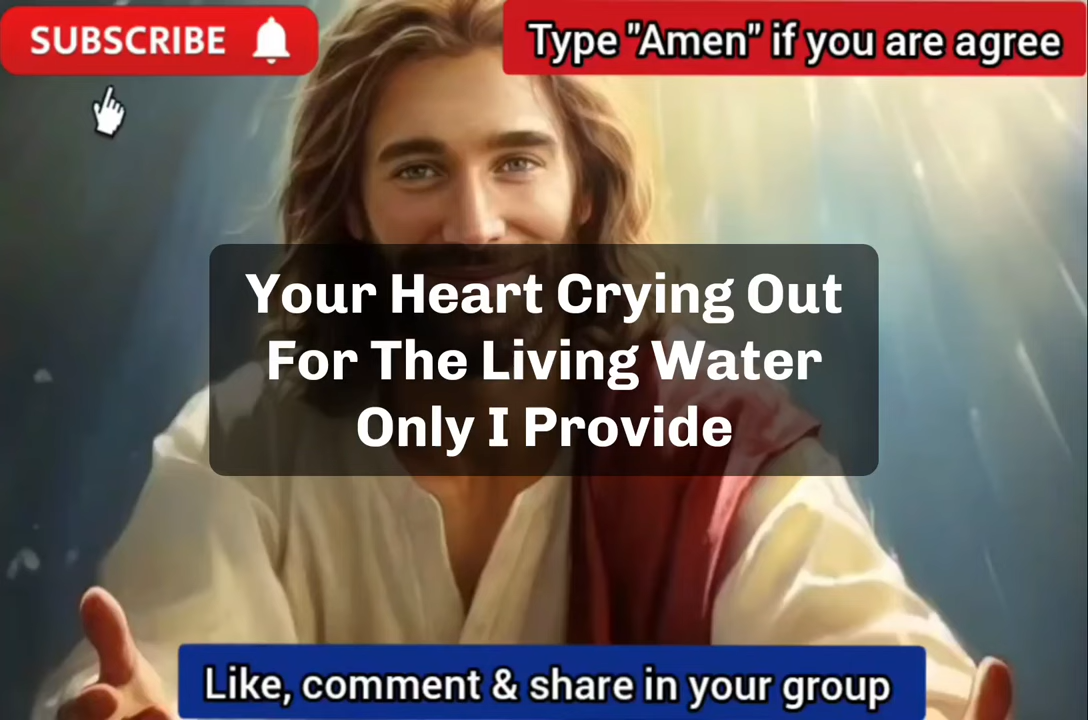 SUBSCRIBE
Type "Amen" if you are agree
Your Heart Crying Out
For The Living Water
Only I Provide
Like, comment & share in your group